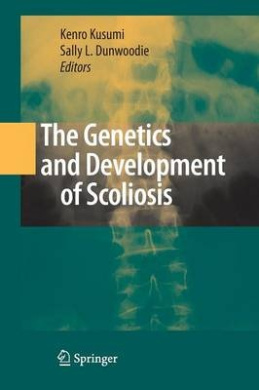 Kenro Kusumi
Sally L. Dunwoodie
Editors
The Genetics
and Development
of Scoliosis
Springer